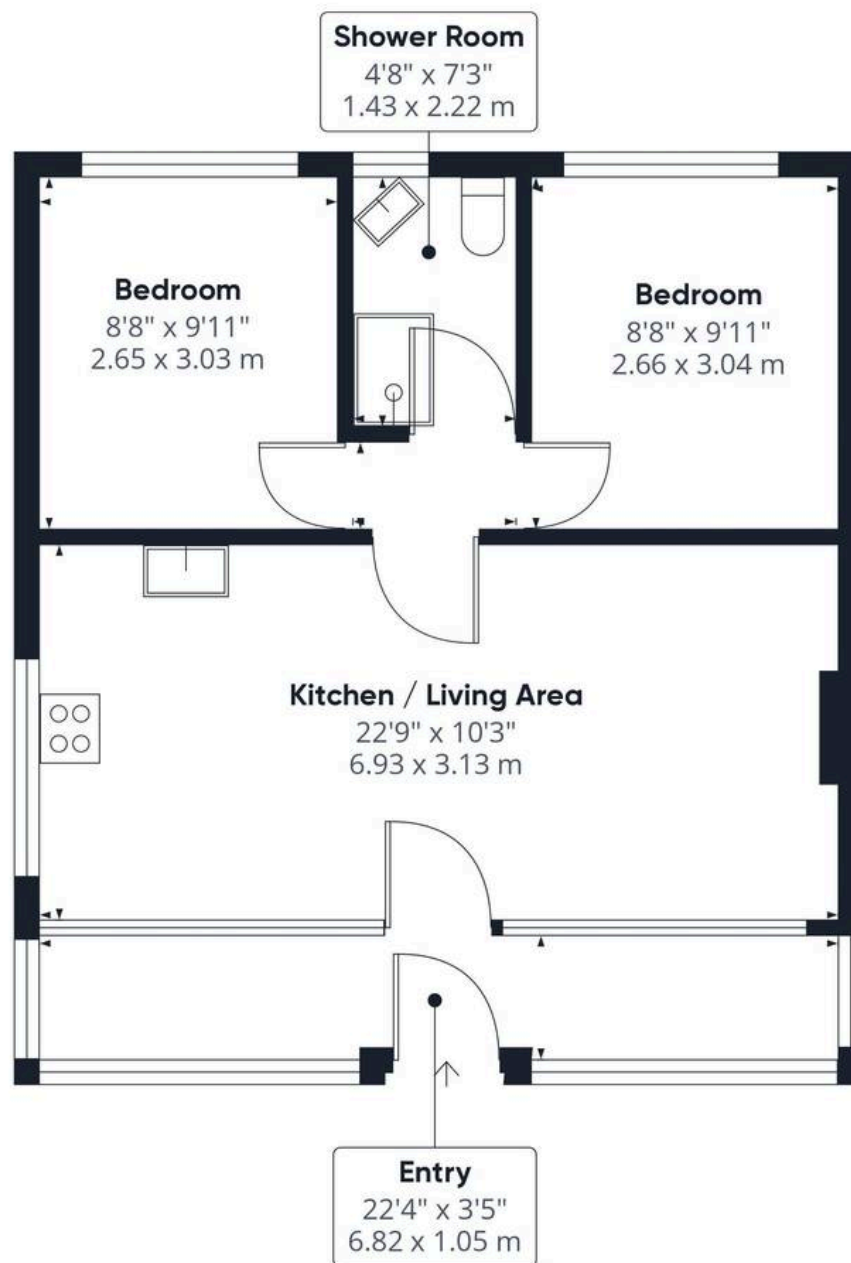 Shower Room
4'8" x 7'3"
1.43 x 2.22 m
Bedroom
8'8" x 9'11"
2.65 x 3.03 m
Bedroom
8'8" x 9'11"
2.66 x 3.04 m
Kitchen / Living Area
22'9" x 10'3"
6.93 x 3.13 m
Entry
22'4" x 3'5"
6.82 x 1.05 m